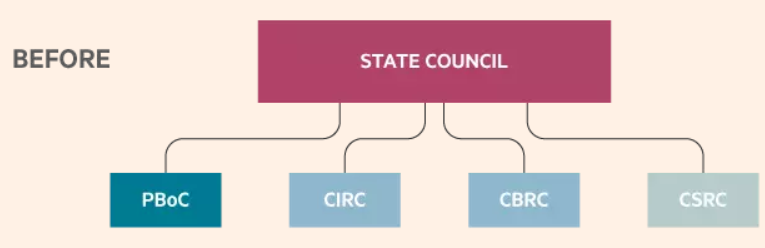 BEFORE
STATE COUNCIL
PBoC
CIRC
CBRC
CSRC